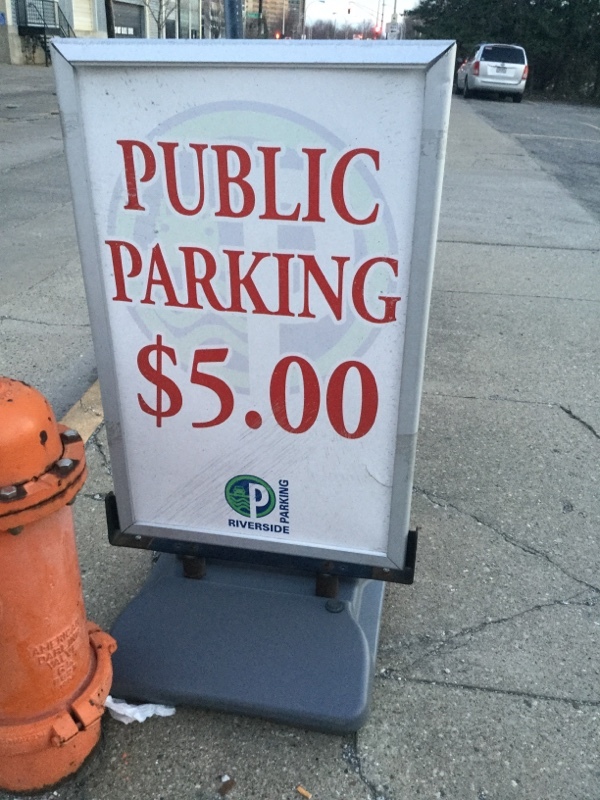 PUBLIC
PARKING
$5.00
P
RIVERSIDE
PARKING